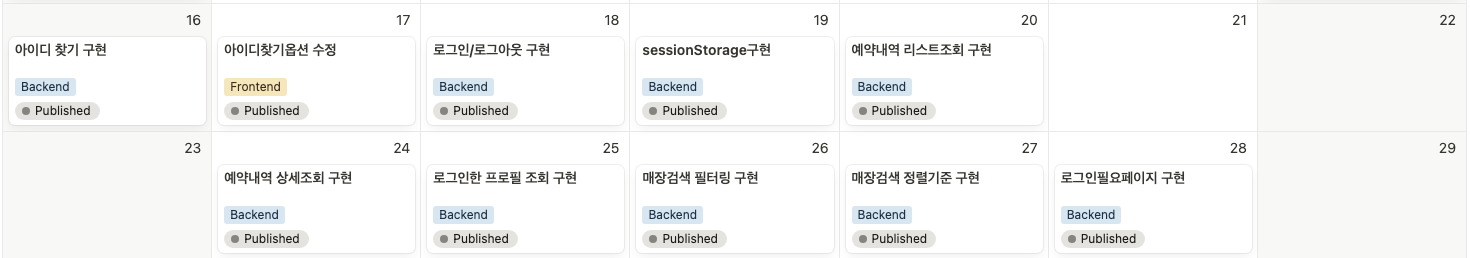 16
17
18
19
20
21
22
아이디 찾기 구현
Backend
Published
아이디찾기옵션 수정
Frontend
Published
로그인/로그아웃 구현
Backend
Published
sessionStorage구현
Backend
Published
예약내역 리스트조회 구현
Backend
Published
23
24
25
26
27
28
29
예약내역 상세조회 구현
Backend
Published
로그인한 프로필 조회 구현
Backend
Published
매장검색 필터링 구현
Backend
Published
매장검색 정렬기준 구현
Backend
Published
로그인필요페이지 구현
Backend
Published